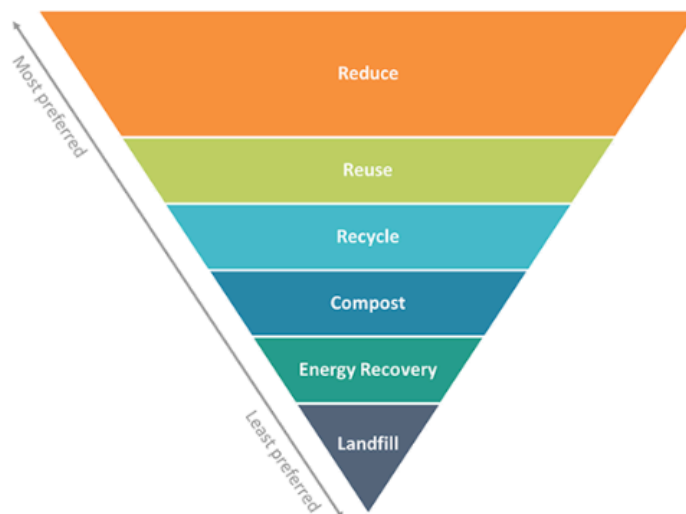 Most preferred
Reduce
Reuse
Recycle
Compost
Energy Recovery
Least preferred
Landfill